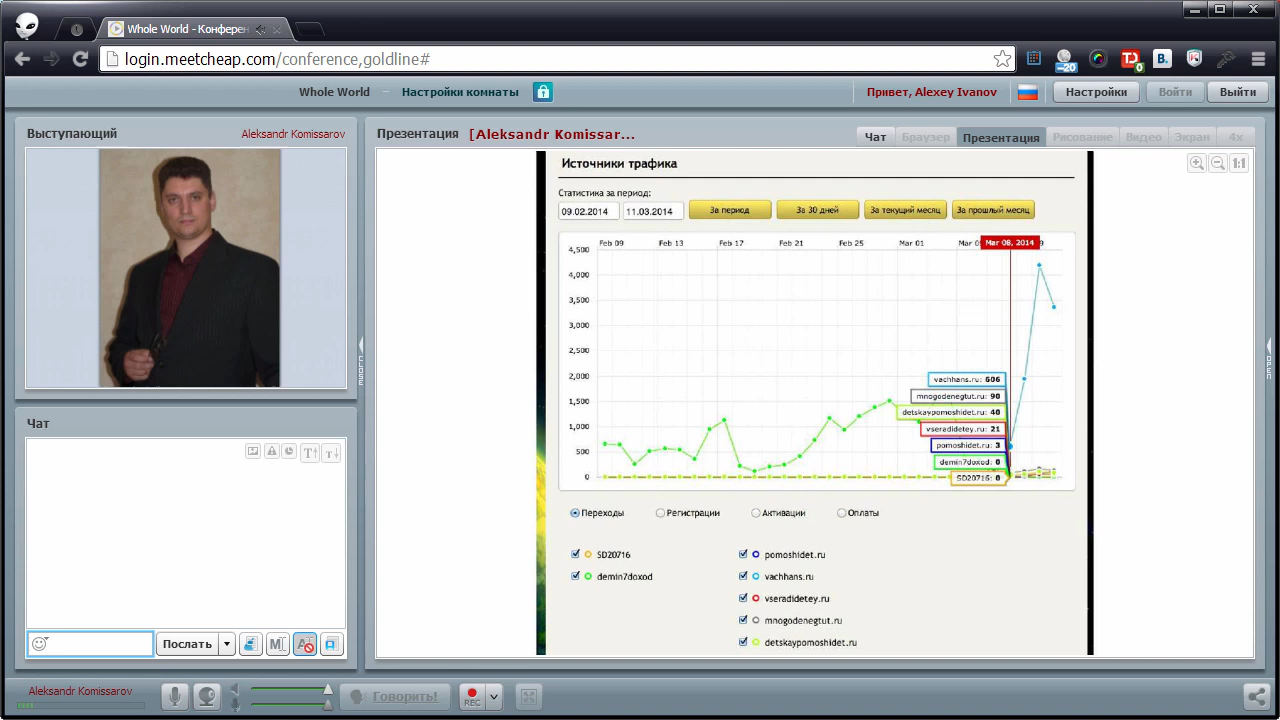 Whole World - Конферен
login.meetcheap.com/conference,goldline#
-20
0
B.
Whole World
Настройки комнаты
Привет, Alexey Ivanov
Настройки
Войти
Выйти
Выступающий
Aleksandr Komissarov
Презентация
[Aleksandr Komissar...
Чат
Браузер
Презентация
Рисование
Видео
Экран
4x
1:1
Источники трафика
Статистика за период:
09.02.2014
11.03.2014
За период
За 30 дней
За текущий месяц
За прошлый месяц
Feb 09
Feb 13
Feb 17
Feb 21
Feb 25
Mar 01
Mar 08, 2014
4,500
4,000
3,500
3,000
2,500
2,000
1,500
1,000
500
0
vachhans.ru: 606
mnogodenegtut.ru: 90
detskaypomoshidet.ru: 40
vseradidetey.ru: 21
pomoshidet.ru: 3
demin7doxod: 0
SD20716: 0
Переходы
Регистрации
Активации
Оплаты
SD20716
demin7doxod
pomoshidet.ru
vachhans.ru
vseradidetey.ru
mnogodenegtut.ru
detskaypomoshidet.ru
CLOSE
OPEN
Чат
Послать
Aleksandr Komissarov
Говорить!
REC